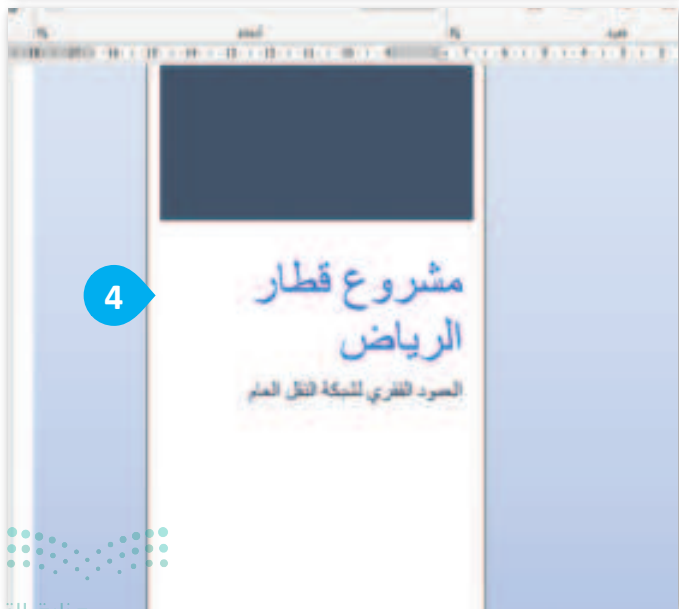 مشروع قطار
الرياض
العمود الفقري لشبكة النقل العام
4